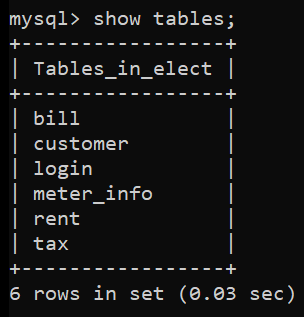 mysql> show tables;
+-----------------+
| Tables_in_elect |
+-----------------+
| bill            |
| customer        |
| login           |
| meter_info      |
| rent            |
| tax             |
+-----------------+
6 rows in set (0.03 sec)